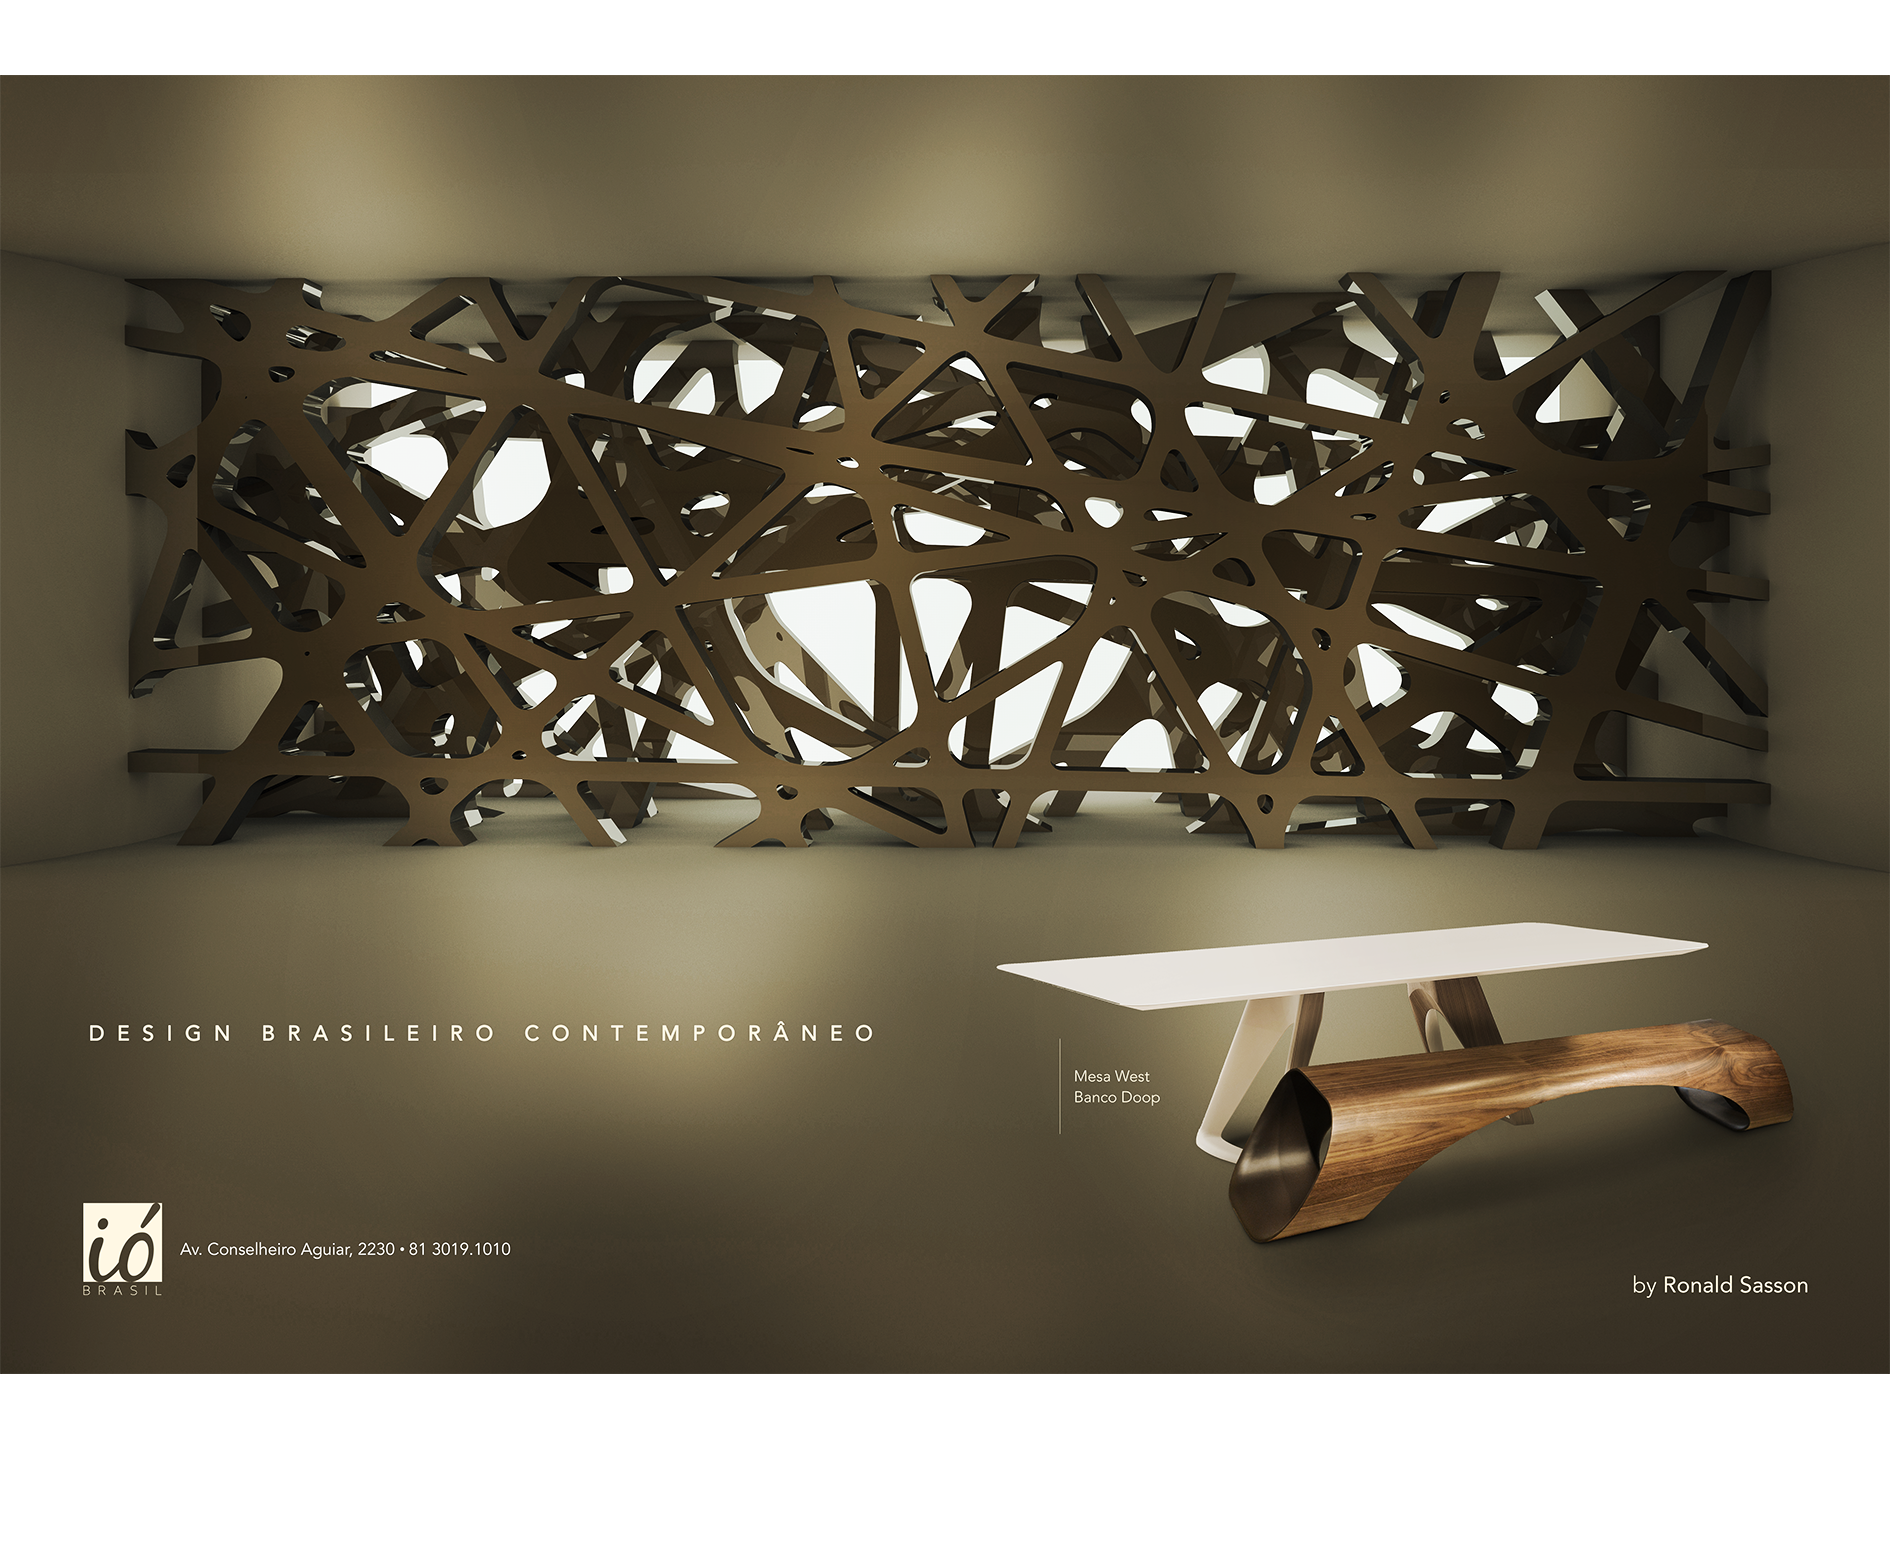 DESIGN BRASILEIRO CONTEMPORÂNEO
Mesa West
Banco Doop
ió
BRASIL
Av. Conselheiro Aguiar, 2230 • 81 3019.1010
by Ronald Sasson